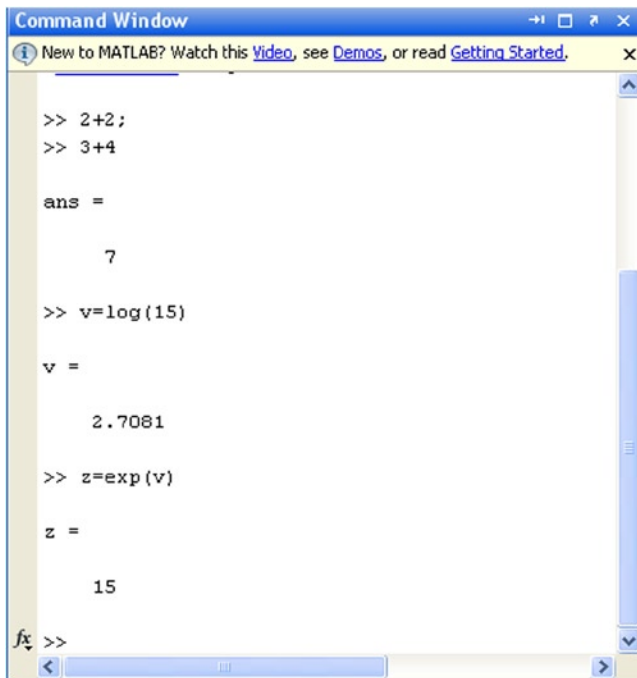 Command Window
New to MATLAB? Watch this Video, see Demos, or read Getting Started.
>> 2+2;
>> 3+4
ans =
7
>> v=log(15)
v =
2.7081
>> z=exp(v)
z =
15
fx >>